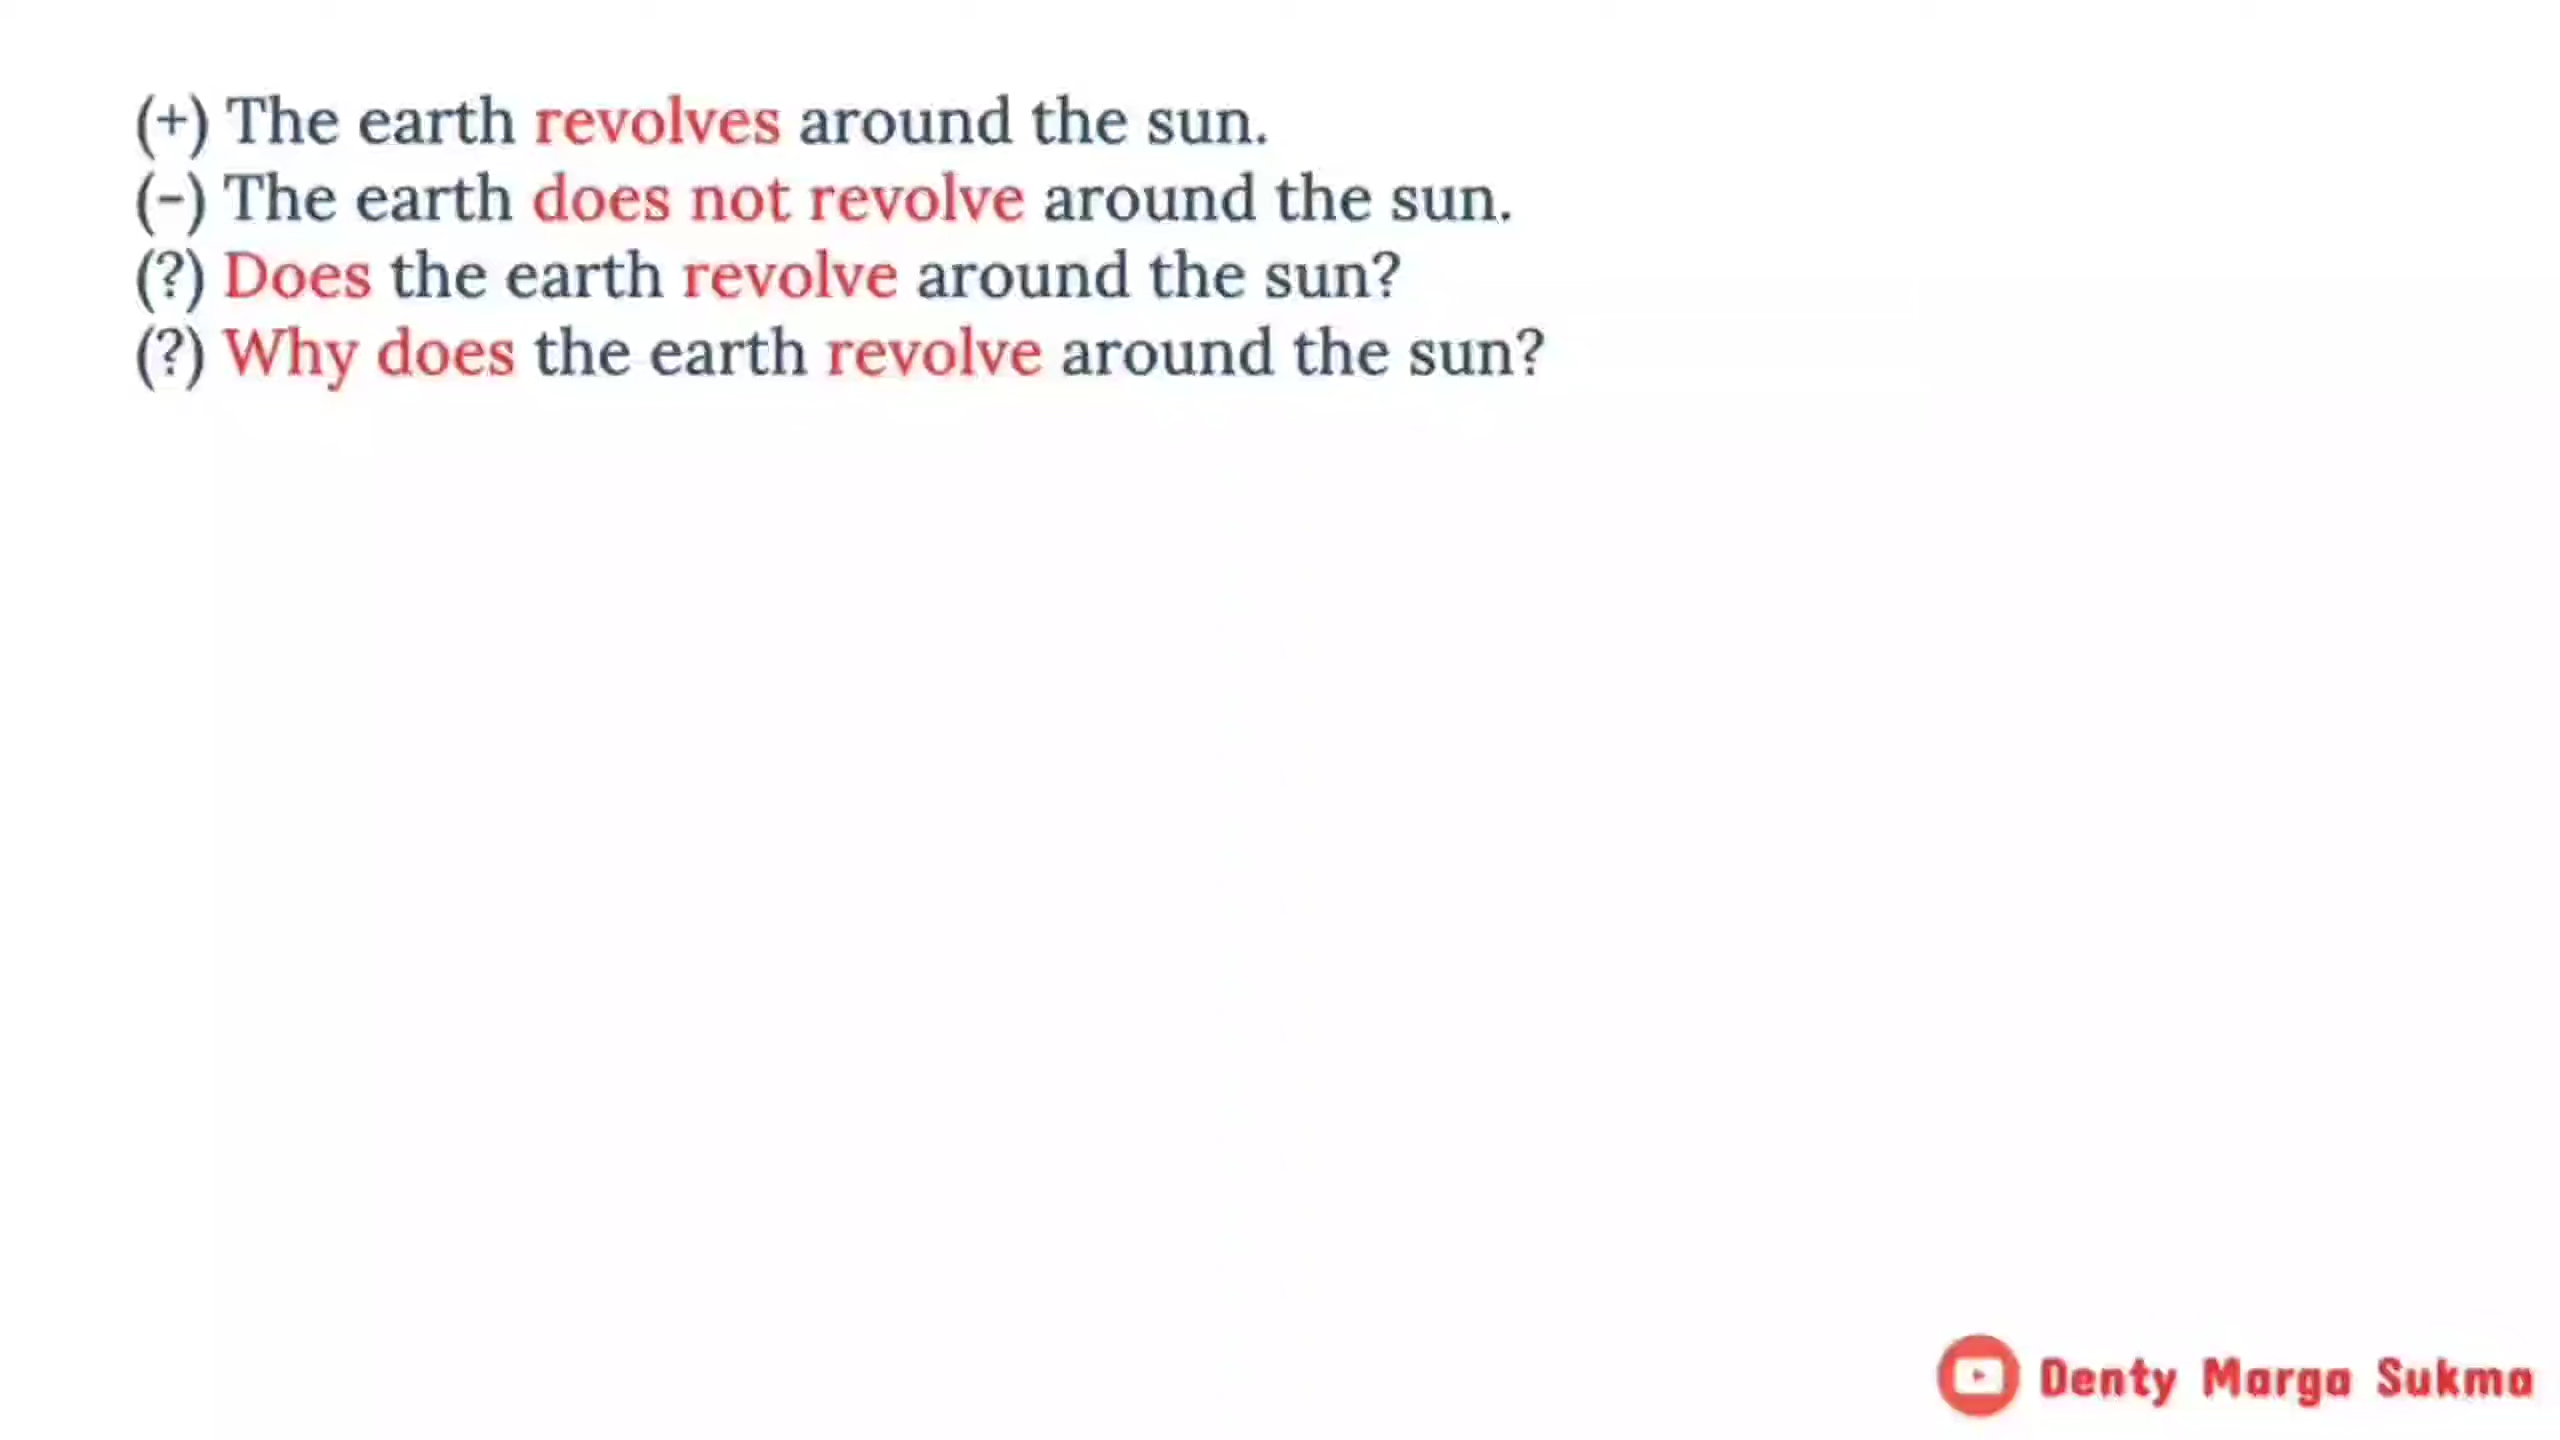 (+) The earth revolves around the sun.
(-) The earth does not revolve around the sun.
(?) Does the earth revolve around the sun?
(?) Why does the earth revolve around the sun?
Denty Marga Sukma